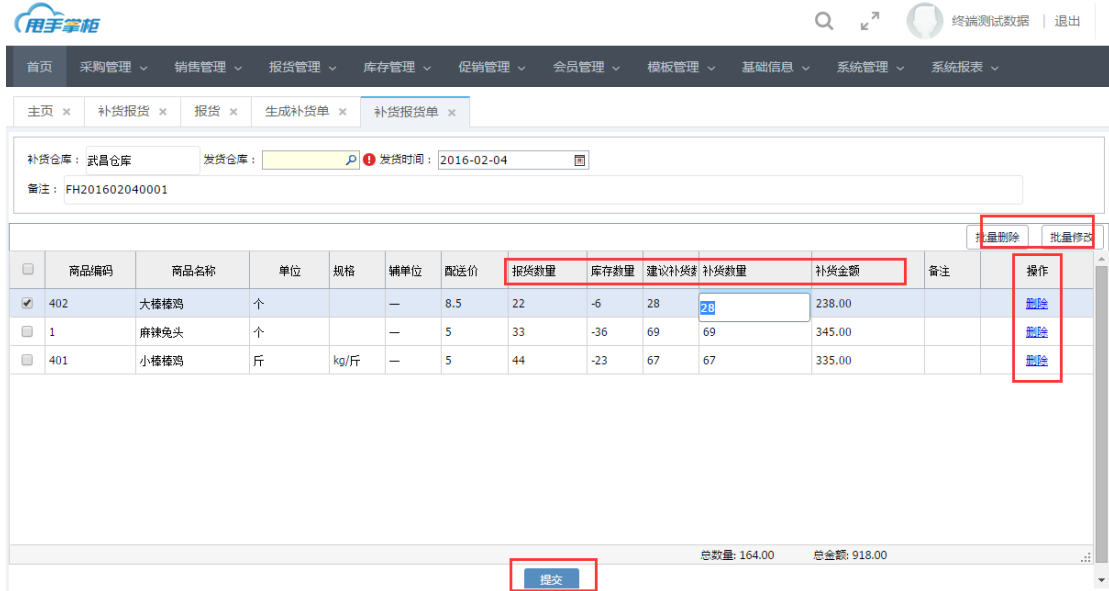 甩手掌柜
终端测试数据 | 退出
首页 采购管理 销售管理 报货管理 库存管理 促销管理 会员管理 模板管理 基础信息 系统管理 系统报表
主页 × 补货报货 × 报货 × 生成补货单 × 补货报货单 ×
补货仓库： 武昌仓库 发货仓库： 发货时间： 2016-02-04
备注： FH201602040001
批量删除 批量修改
商品编码 商品名称 单位 规格 辅单位 配送价 报货数量 库存数量 建议补货 补货数量 补货金额 备注 操作
402 大棒棒鸡 个 — 8.5 22 -6 28 28 238.00 删除
1 麻辣兔头 个 — 5 33 -36 69 69 345.00 删除
401 小棒棒鸡 斤 kg/斤 — 5 44 -23 67 67 335.00 删除
总数量: 164.00 总金额: 918.00
提交